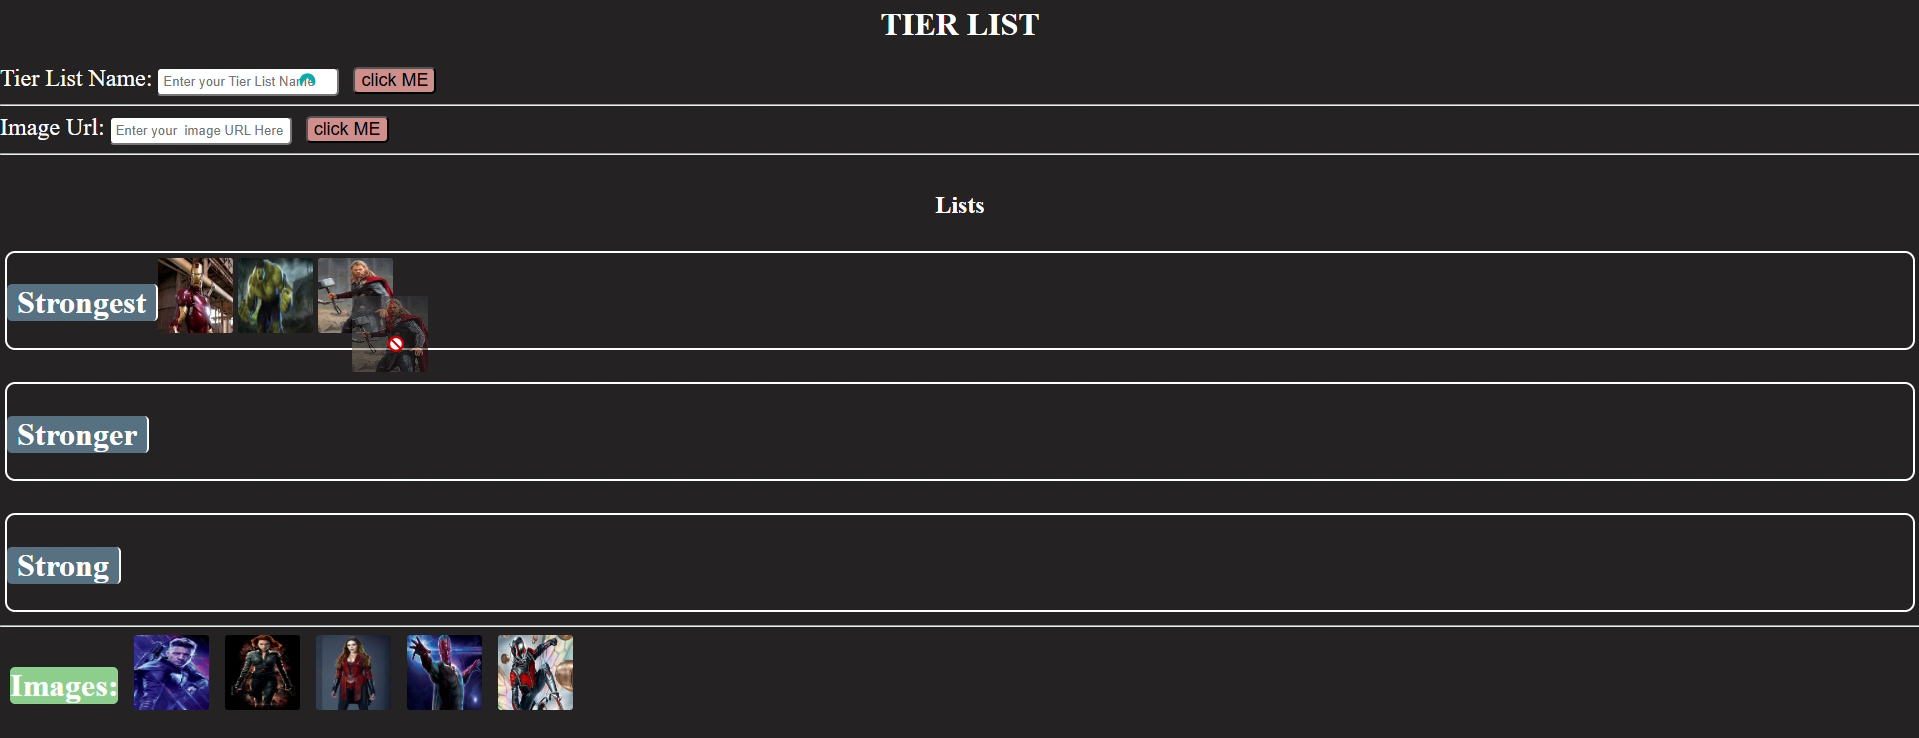 TIER LIST
Tier List Name: Enter your Tier List Name click ME
Image Url: Enter your  image URL Here click ME
Lists
Strongest
Stronger
Strong
Images: